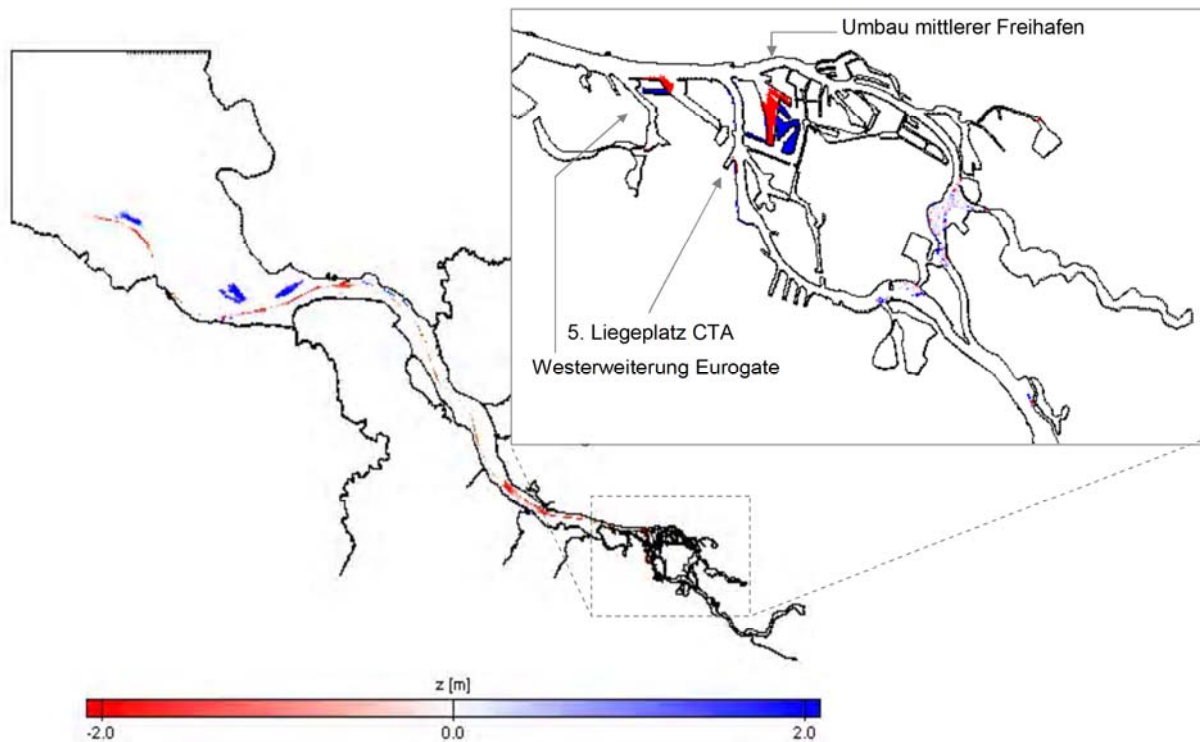 Umbau mittlerer Freihafen
5. Liegeplatz CTA
Westerweiterung Eurogate
z [m]
-2.0 0.0 2.0